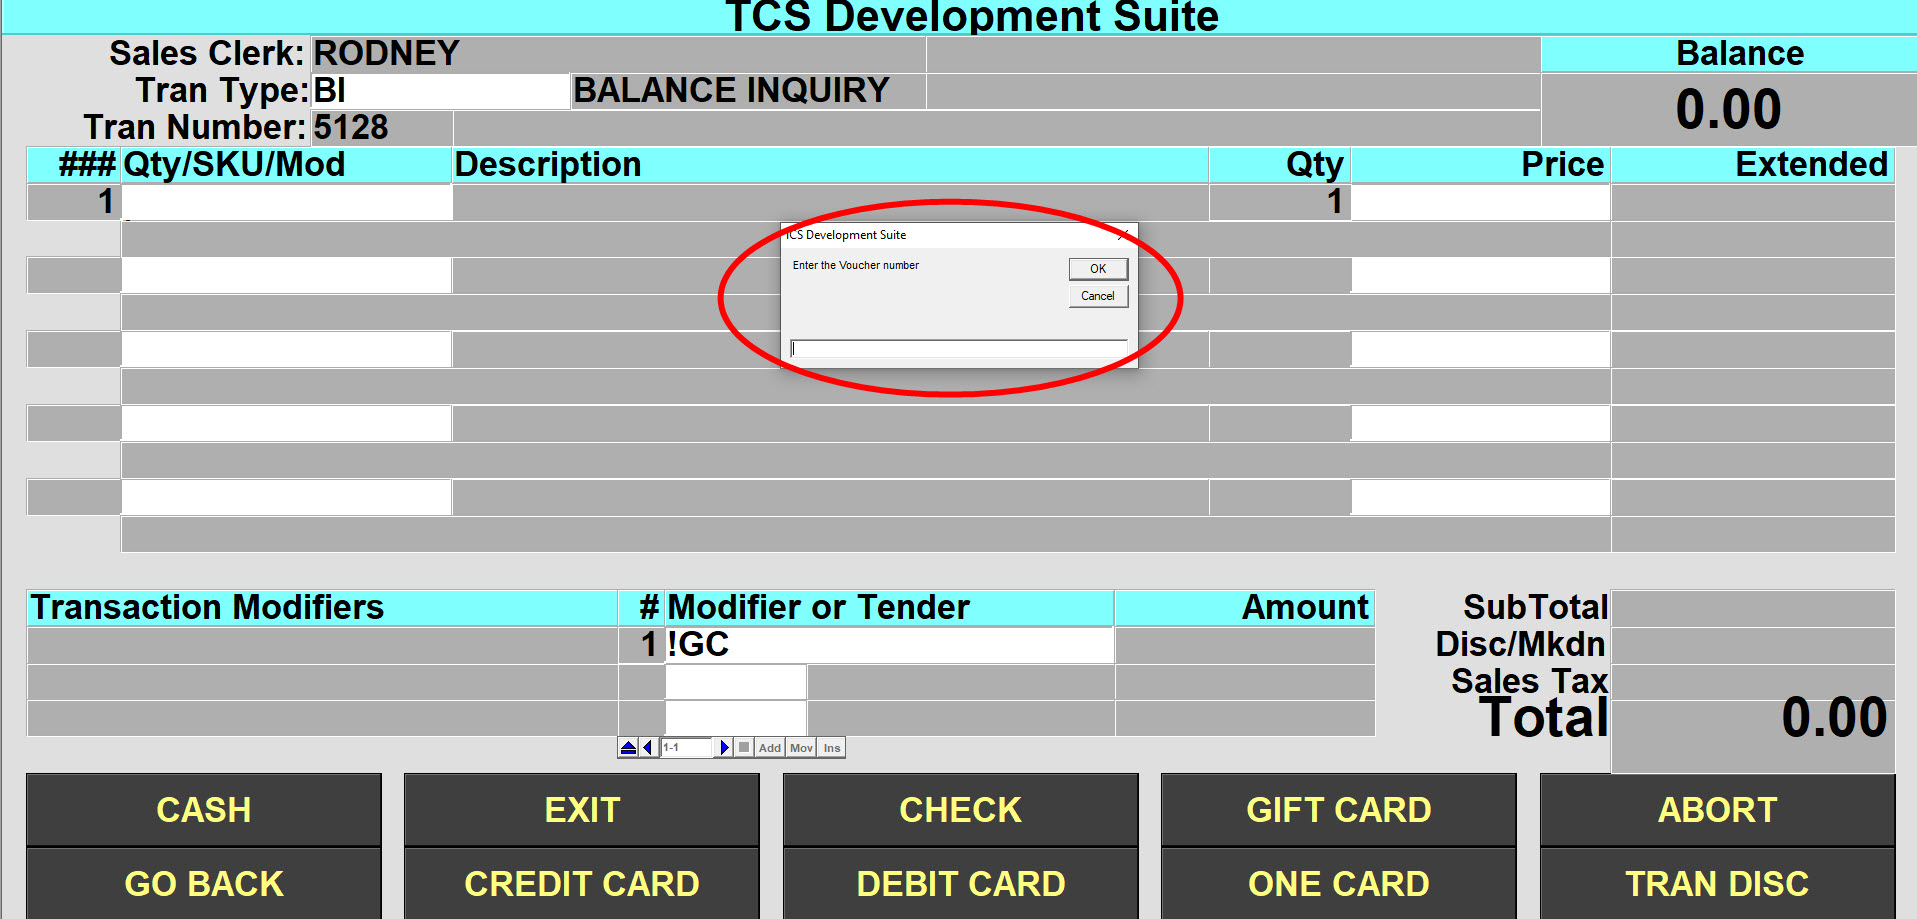 TCS Development Suite
Sales Clerk: RODNEY
Balance
Tran Type: BI BALANCE INQUIRY
0.00
Tran Number: 5128
### Qty/SKU/Mod Description Qty Price Extended
1 1
TCS Development Suite
Enter the Voucher number
OK
Cancel
Transaction Modifiers # Modifier or Tender Amount
SubTotal
1 !GC
Disc/Mkdn
Sales Tax
Total 0.00
1-1 Add Mov Ins
CASH EXIT CHECK GIFT CARD ABORT
GO BACK CREDIT CARD DEBIT CARD ONE CARD TRAN DISC